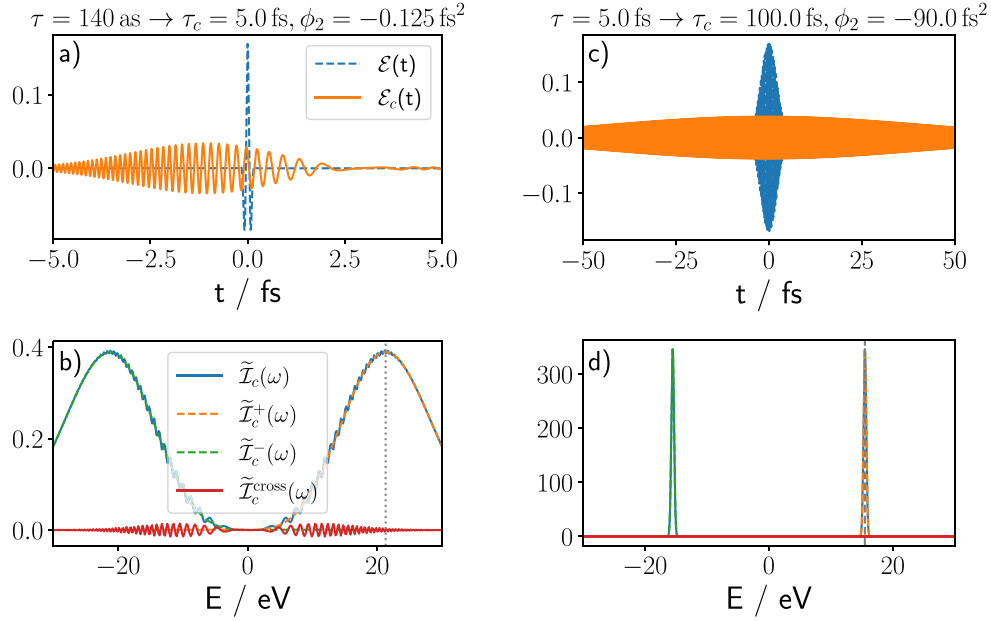 τ = 140 as → τ_c = 5.0 fs, ϕ_2 = −0.125 fs^2
a)
ℰ(t)
ℰ_c(t)
0.1
0.0
−5.0 −2.5 0.0 2.5 5.0
t / fs
τ = 5.0 fs → τ_c = 100.0 fs, ϕ_2 = −90.0 fs^2
c)
0.1
0.0
−0.1
−50 −25 0 25 50
t / fs
b)
Ĩ_c(ω)
Ĩ_c^+(ω)
Ĩ_c^−(ω)
Ĩ_c^cross(ω)
0.4
0.2
0.0
−20 0 20
E / eV
d)
300
200
100
0
−20 0 20
E / eV